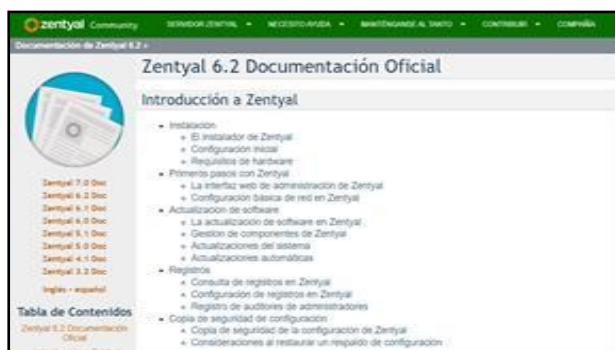 zentyal Community
SERVIDOR ZENTYAL NECESITO AYUDA MANTÉNGANSE AL TANTO CONTRIBUIR COMPAÑÍA
Documentación de Zentyal 6.2 »
Zentyal 6.2 Documentación Oficial
Introducción a Zentyal
Instalación
El instalador de Zentyal
Configuración inicial
Requisitos de hardware
Primeros pasos con Zentyal
La interfaz web de administración de Zentyal
Configuración básica de red en Zentyal
Actualización de software
La actualización de software en Zentyal
Gestión de componentes de Zentyal
Actualizaciones del sistema
Actualizaciones automáticas
Registros
Consulta de registros en Zentyal
Configuración de registros en Zentyal
Registro de auditores de administradores
Copia de seguridad de configuración
Copia de seguridad de la configuración de Zentyal
Consideraciones al restaurar un respaldo de configuración
Zentyal 7.0 Doc
Zentyal 6.2 Doc
Zentyal 6.1 Doc
Zentyal 6.0 Doc
Zentyal 5.1 Doc
Zentyal 5.0 Doc
Zentyal 4.1 Doc
Zentyal 3.2 Doc
Inglés - español
Tabla de Contenidos
Zentyal 6.2 Documentación
Oficial